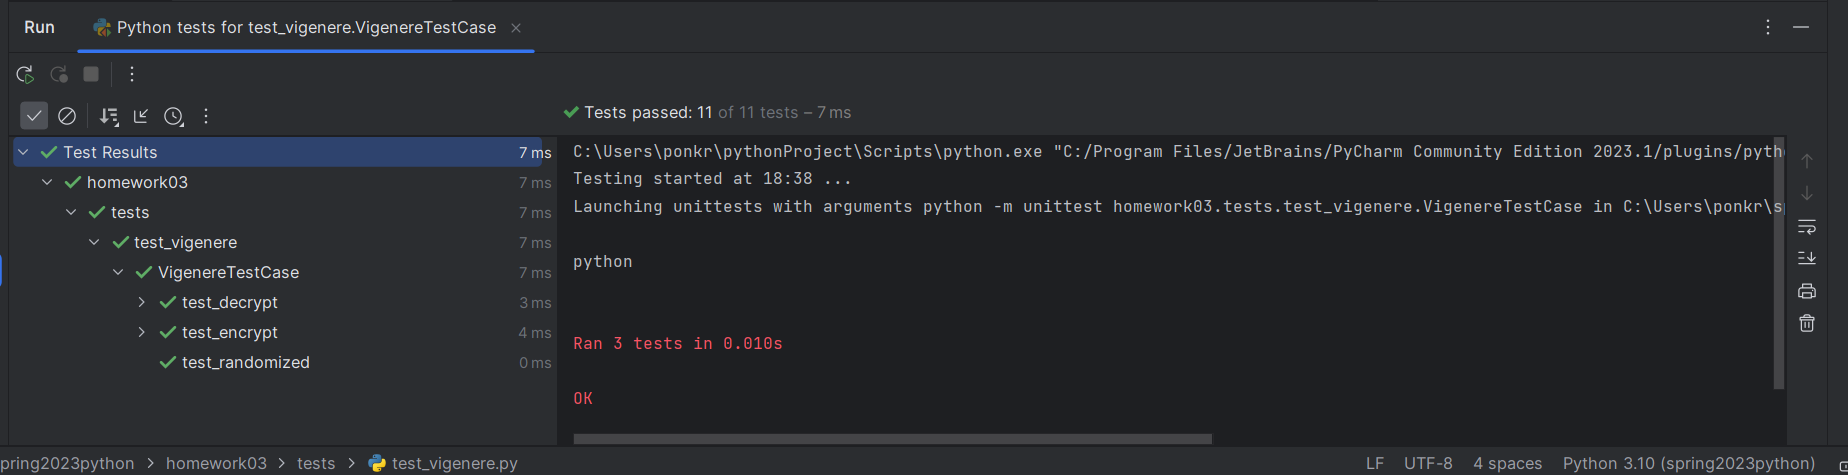 Run Python tests for test_vigenere.VigenereTestCase
Tests passed: 11 of 11 tests – 7 ms
Test Results 7 ms
homework03 7 ms
tests 7 ms
test_vigenere 7 ms
VigenereTestCase 7 ms
test_decrypt 3 ms
test_encrypt 4 ms
test_randomized 0 ms
C:\Users\ponkr\pythonProject\Scripts\python.exe "C:/Program Files/JetBrains/PyCharm Community Edition 2023.1/plugins/pytho
Testing started at 18:38 ...
Launching unittests with arguments python -m unittest homework03.tests.test_vigenere.VigenereTestCase in C:\Users\ponkr\sp
python
Ran 3 tests in 0.010s
OK
pring2023python > homework03 > tests > test_vigenere.py LF UTF-8 4 spaces Python 3.10 (spring2023python)